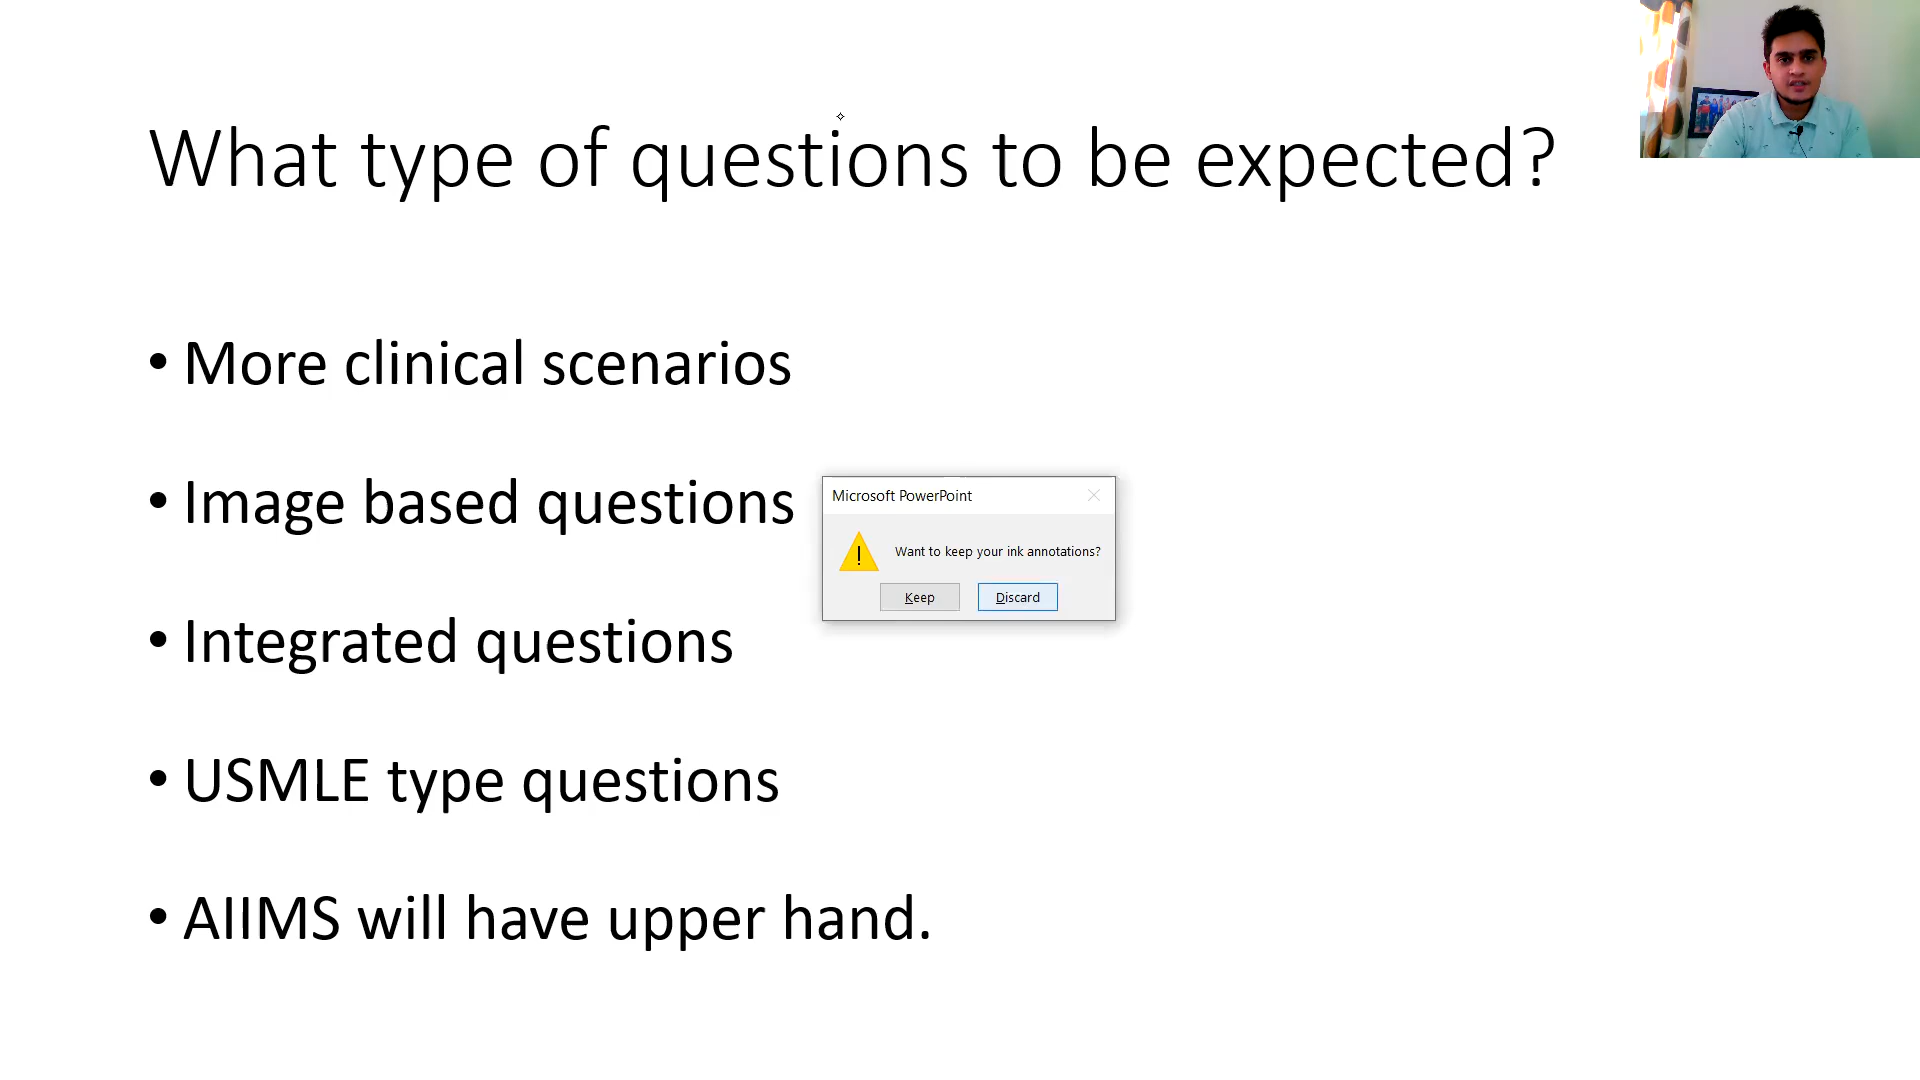 What type of questions to be expected?
• More clinical scenarios
• Image based questions
Microsoft PowerPoint
Want to keep your ink annotations?
Keep
Discard
• Integrated questions
• USMLE type questions
• AIIMS will have upper hand.